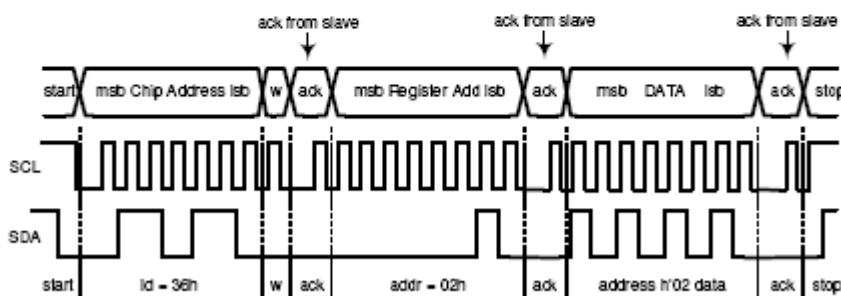 ack from slave ack from slave ack from slave
start msb Chip Address lsb w ack msb Register Add lsb ack msb DATA lsb ack stop
SCL
SDA
start Id = 36h w ack addr = 02h ack address h'02 data ack stop